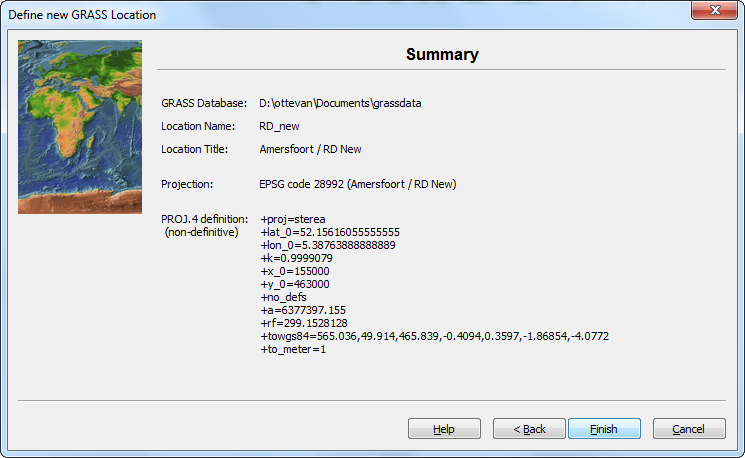 Define new GRASS Location
Summary
GRASS Database: D:\ottevan\Documents\grassdata
Location Name: RD_new
Location Title: Amersfoort / RD New
Projection: EPSG code 28992 (Amersfoort / RD New)
PROJ.4 definition: +proj=sterea
(non-definitive) +lat_0=52.15616055555555
+lon_0=5.38763888888889
+k=0.9999079
+x_0=155000
+y_0=463000
+no_defs
+a=6377397.155
+rf=299.1528128
+towgs84=565.036,49.914,465.839,-0.4094,0.3597,-1.86854,-4.0772
+to_meter=1
Help < Back Finish Cancel